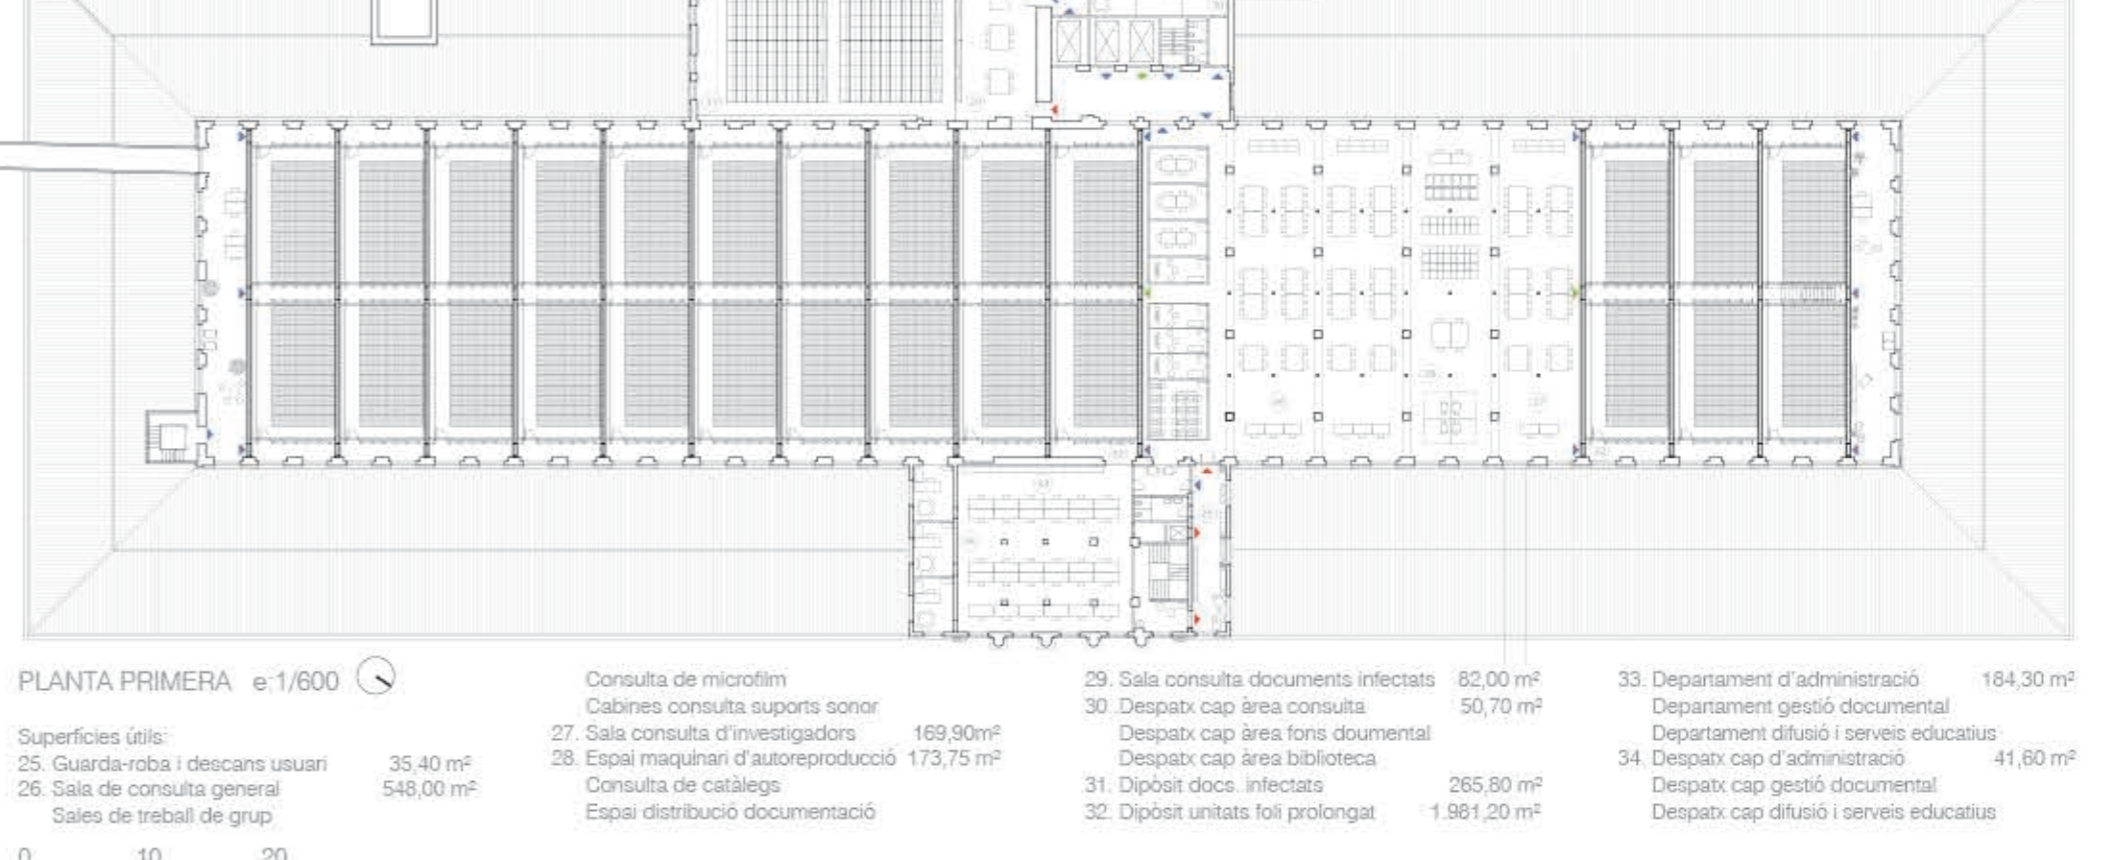 PLANTA PRIMERA e:1/600
Superfícies útils:
25. Guarda-roba i descans usuari 35,40 m²
26. Sala de consulta general 548,00 m²
Sales de treball de grup
Consulta de microfilm
Cabines consulta suports sonor
27. Sala consulta d'investigadors 169,90m²
28. Espai maquinari d'autoreproducció 173,75 m²
Consulta de catàlegs
Espai distribució documentació
29. Sala consulta documents infectats 82,00 m²
30. Despatx cap àrea consulta 50,70 m²
Despatx cap àrea fons doumental
Despatx cap àrea biblioteca
31. Dipòsit docs. infectats 265,80 m²
32. Dipòsit unitats foli prolongat 1.981,20 m²
33. Departament d'administració 184,30 m²
Departament gestió documental
Departament difusió i serveis educatius
34. Despatx cap d'administració 41,60 m²
Despatx cap gestió documental
Despatx cap difusió i serveis educatius
0 10 20